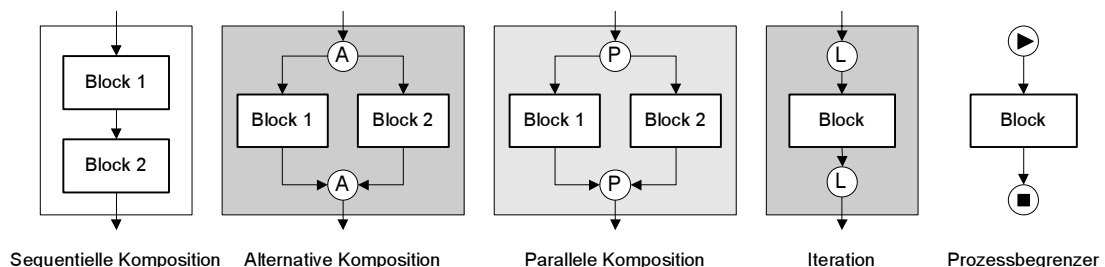 A
P
L
Block 1
Block 1
Block 2
Block 1
Block 2
Block
Block
Block 2
A
P
L
Sequentielle Komposition
Alternative Komposition
Parallele Komposition
Iteration
Prozessbegrenzer